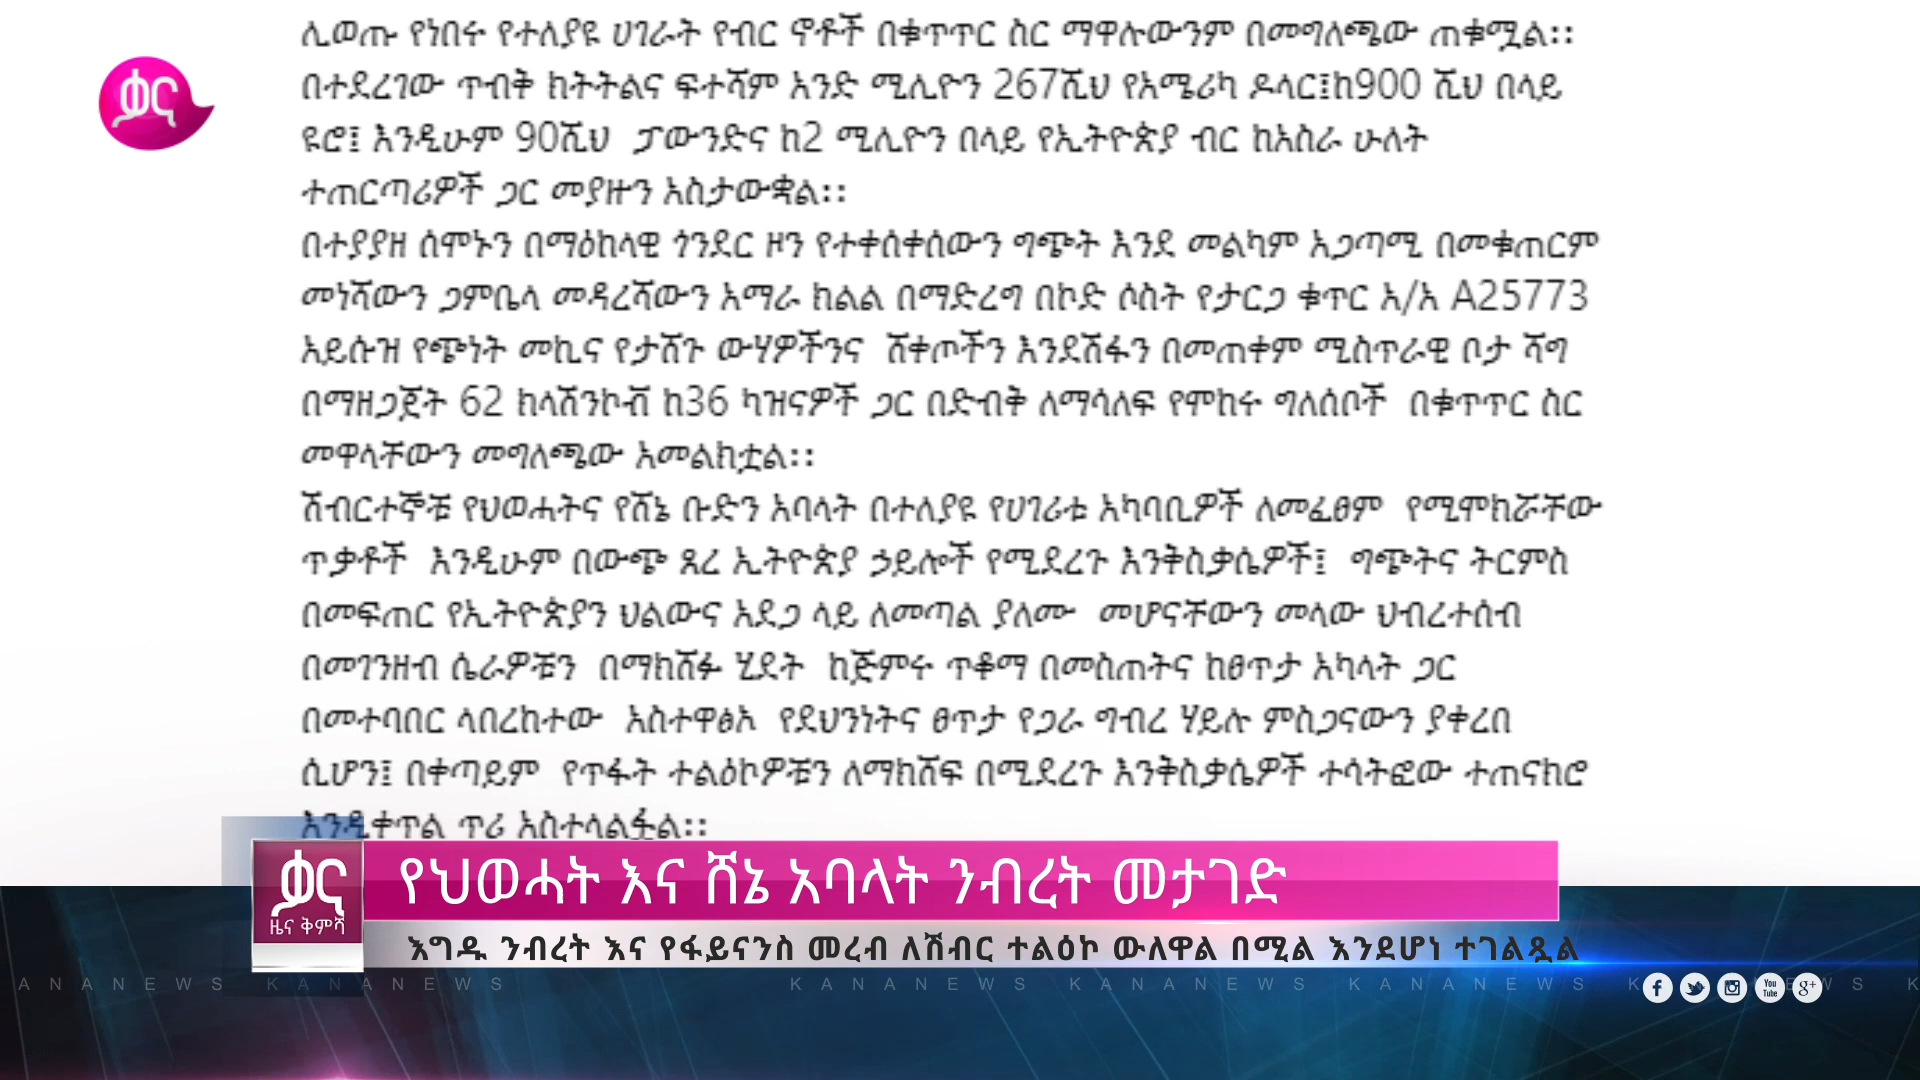 ሊወጡ የነበሩ የተለያዩ ሀገራት የብር ኖቶች በቁጥጥር ስር ማዋሉውንም በመግለጫው ጠቁሟል፡፡
ቃና
በተደረገው ጥብቅ ክትትልና ፍተሻም አንድ ሚሊዮን 267ሺህ የአሜሪካ ዶላር፤ከ900 ሺህ በላይ
ዩሮ፤ እንዲሁም 90ሺህ ፓውንድና ከ2 ሚሊዮን በላይ የኢትዮጵያ ብር ከአስራ ሁለት
ተጠርጣሪዎች ጋር መያዙን አስታውቋል፡፡
በተያያዘ ሰሞኑን በማዕከላዊ ጎንደር ዞን የተቀሰቀሰውን ግጭት እንደ መልካም አጋጣሚ በመቁጠርም
መነሻውን ጋምቤላ መዳረሻውን አማራ ክልል በማድረግ በኮድ ሶስት የታርጋ ቁጥር አ/አ A25773
አይሱዝ የጭነት መኪና የታሸጉ ውሃዎችንና ሸቀጦችን እንደሽፋን በመጠቀም ሚስጥራዊ ቦታ ሻግ
በማዘጋጀት 62 ክላሽንኮቭ ከ36 ካዝናዎች ጋር በድብቅ ለማሳለፍ የሞከሩ ግለሰቦች በቁጥጥር ስር
መዋላቸውን መግለጫው አመልክቷል፡፡
ሽብርተኞቹ የህወሓትና የሸኔ ቡድን አባላት በተለያዩ የሀገሪቱ አካባቢዎች ለመፈፀም የሚሞክሯቸው
ጥቃቶች እንዲሁም በውጭ ጸረ ኢትዮጵያ ኃይሎች የሚደረጉ እንቅስቃሴዎች፤ ግጭትና ትርምስ
በመፍጠር የኢትዮጵያን ህልውና አደጋ ላይ ለመጣል ያለሙ መሆናቸውን መላው ህብረተሰብ
በመገንዘብ ሴራዎቹን በማክሸፉ ሂደት ከጅምሩ ጥቆማ በመስጠትና ከፀጥታ አካላት ጋር
በመተባበር ላበረከተው አስተዋፅኦ የደህንነትና ፀጥታ የጋራ ግብረ ሃይሉ ምስጋናውን ያቀረበ
ሲሆን፤ በቀጣይም የጥፋት ተልዕኮዎቹን ለማክሸፍ በሚደረጉ እንቅስቃሴዎች ተሳትፎው ተጠናክሮ
እንዲቀጥል ጥሪ አስተላልፏል፡፡
የህወሓት እና ሸኔ አባላት ንብረት መታገድ
ቃና
ዜና ቅምሻ
እግዱ ንብረት እና የፋይናንስ መረብ ለሽብር ተልዕኮ ውለዋል በሚል እንደሆነ ተገልጿል
ANANEWS KANANEWS KANANEWS KANANEWS KANANEWS KANANEWS K
You Tube g+